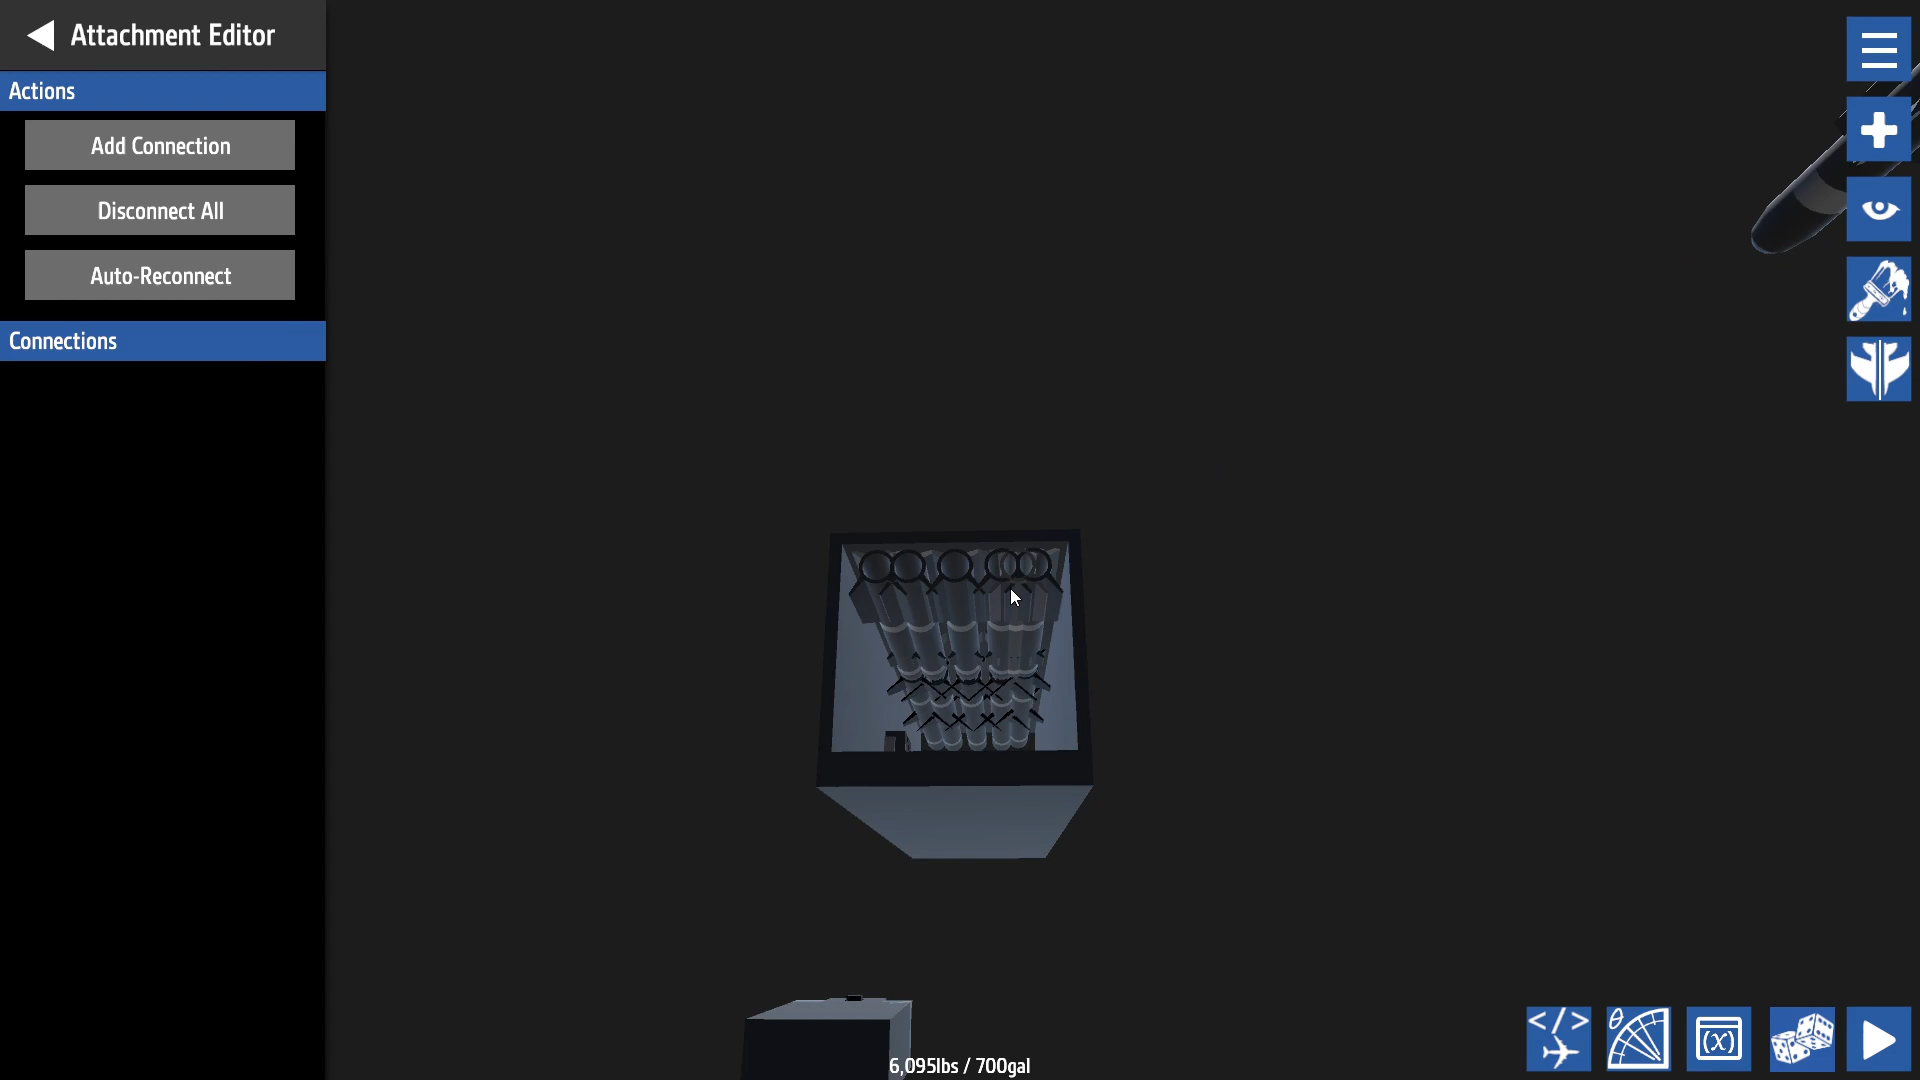 Attachment Editor
Actions
Add Connection
Disconnect All
Auto-Reconnect
Connections
</>
θ
(x)
6,095lbs / 700gal